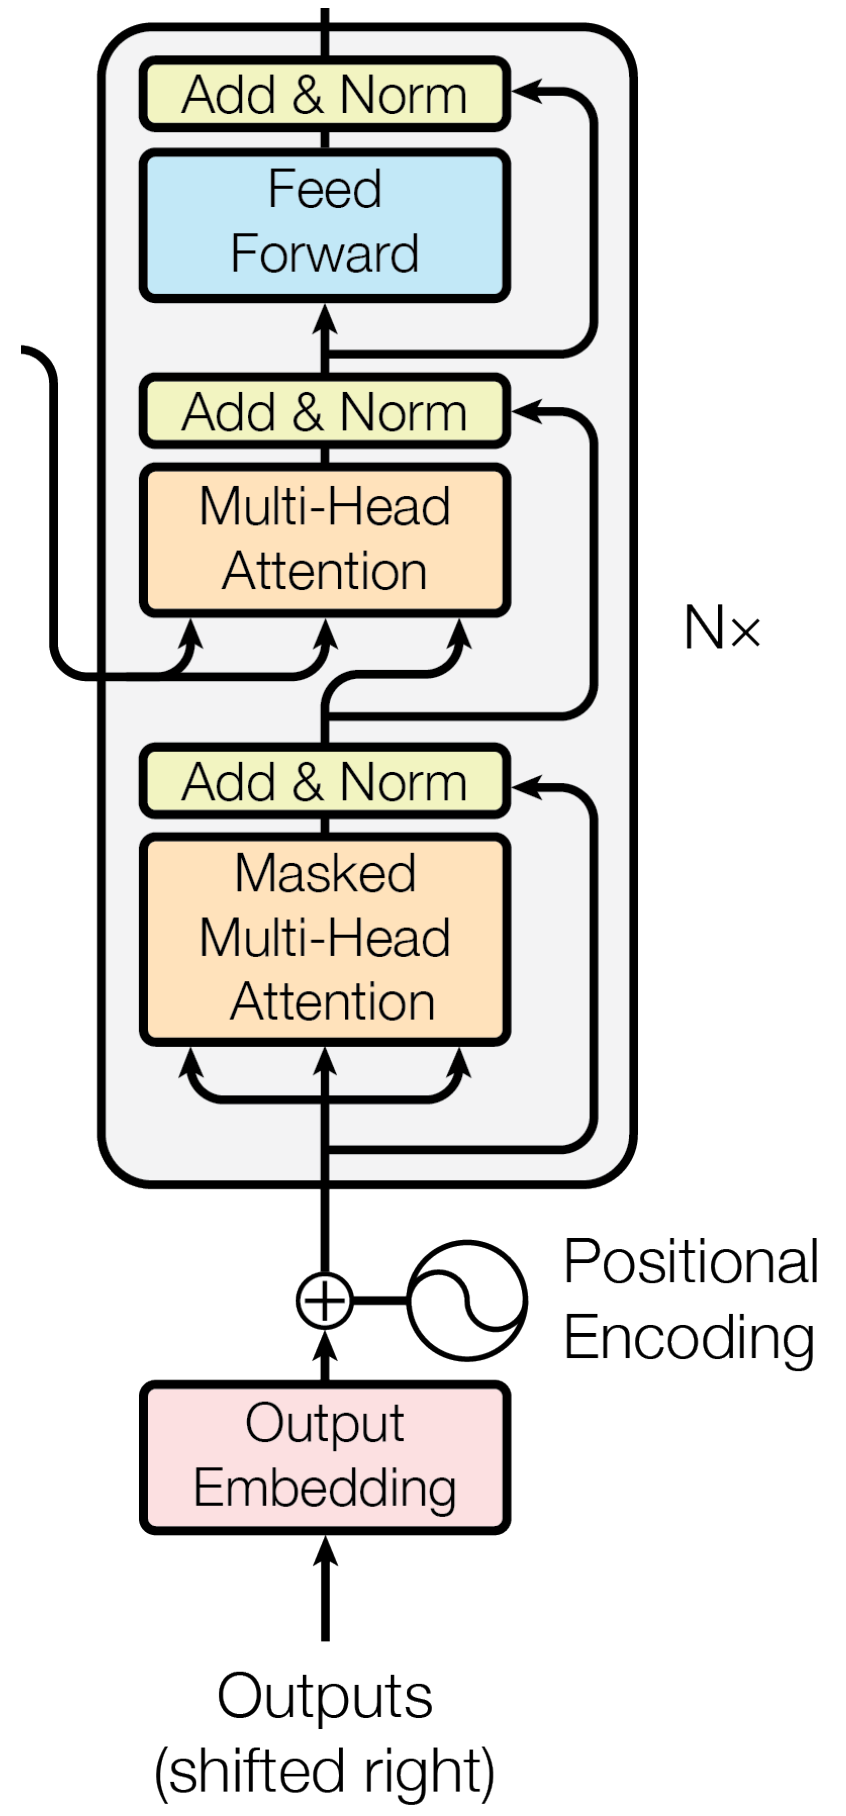 Add & Norm
Feed
Forward
Add & Norm
Multi-Head
Attention
N×
Add & Norm
Masked
Multi-Head
Attention
Positional
Encoding
Output
Embedding
Outputs
(shifted right)